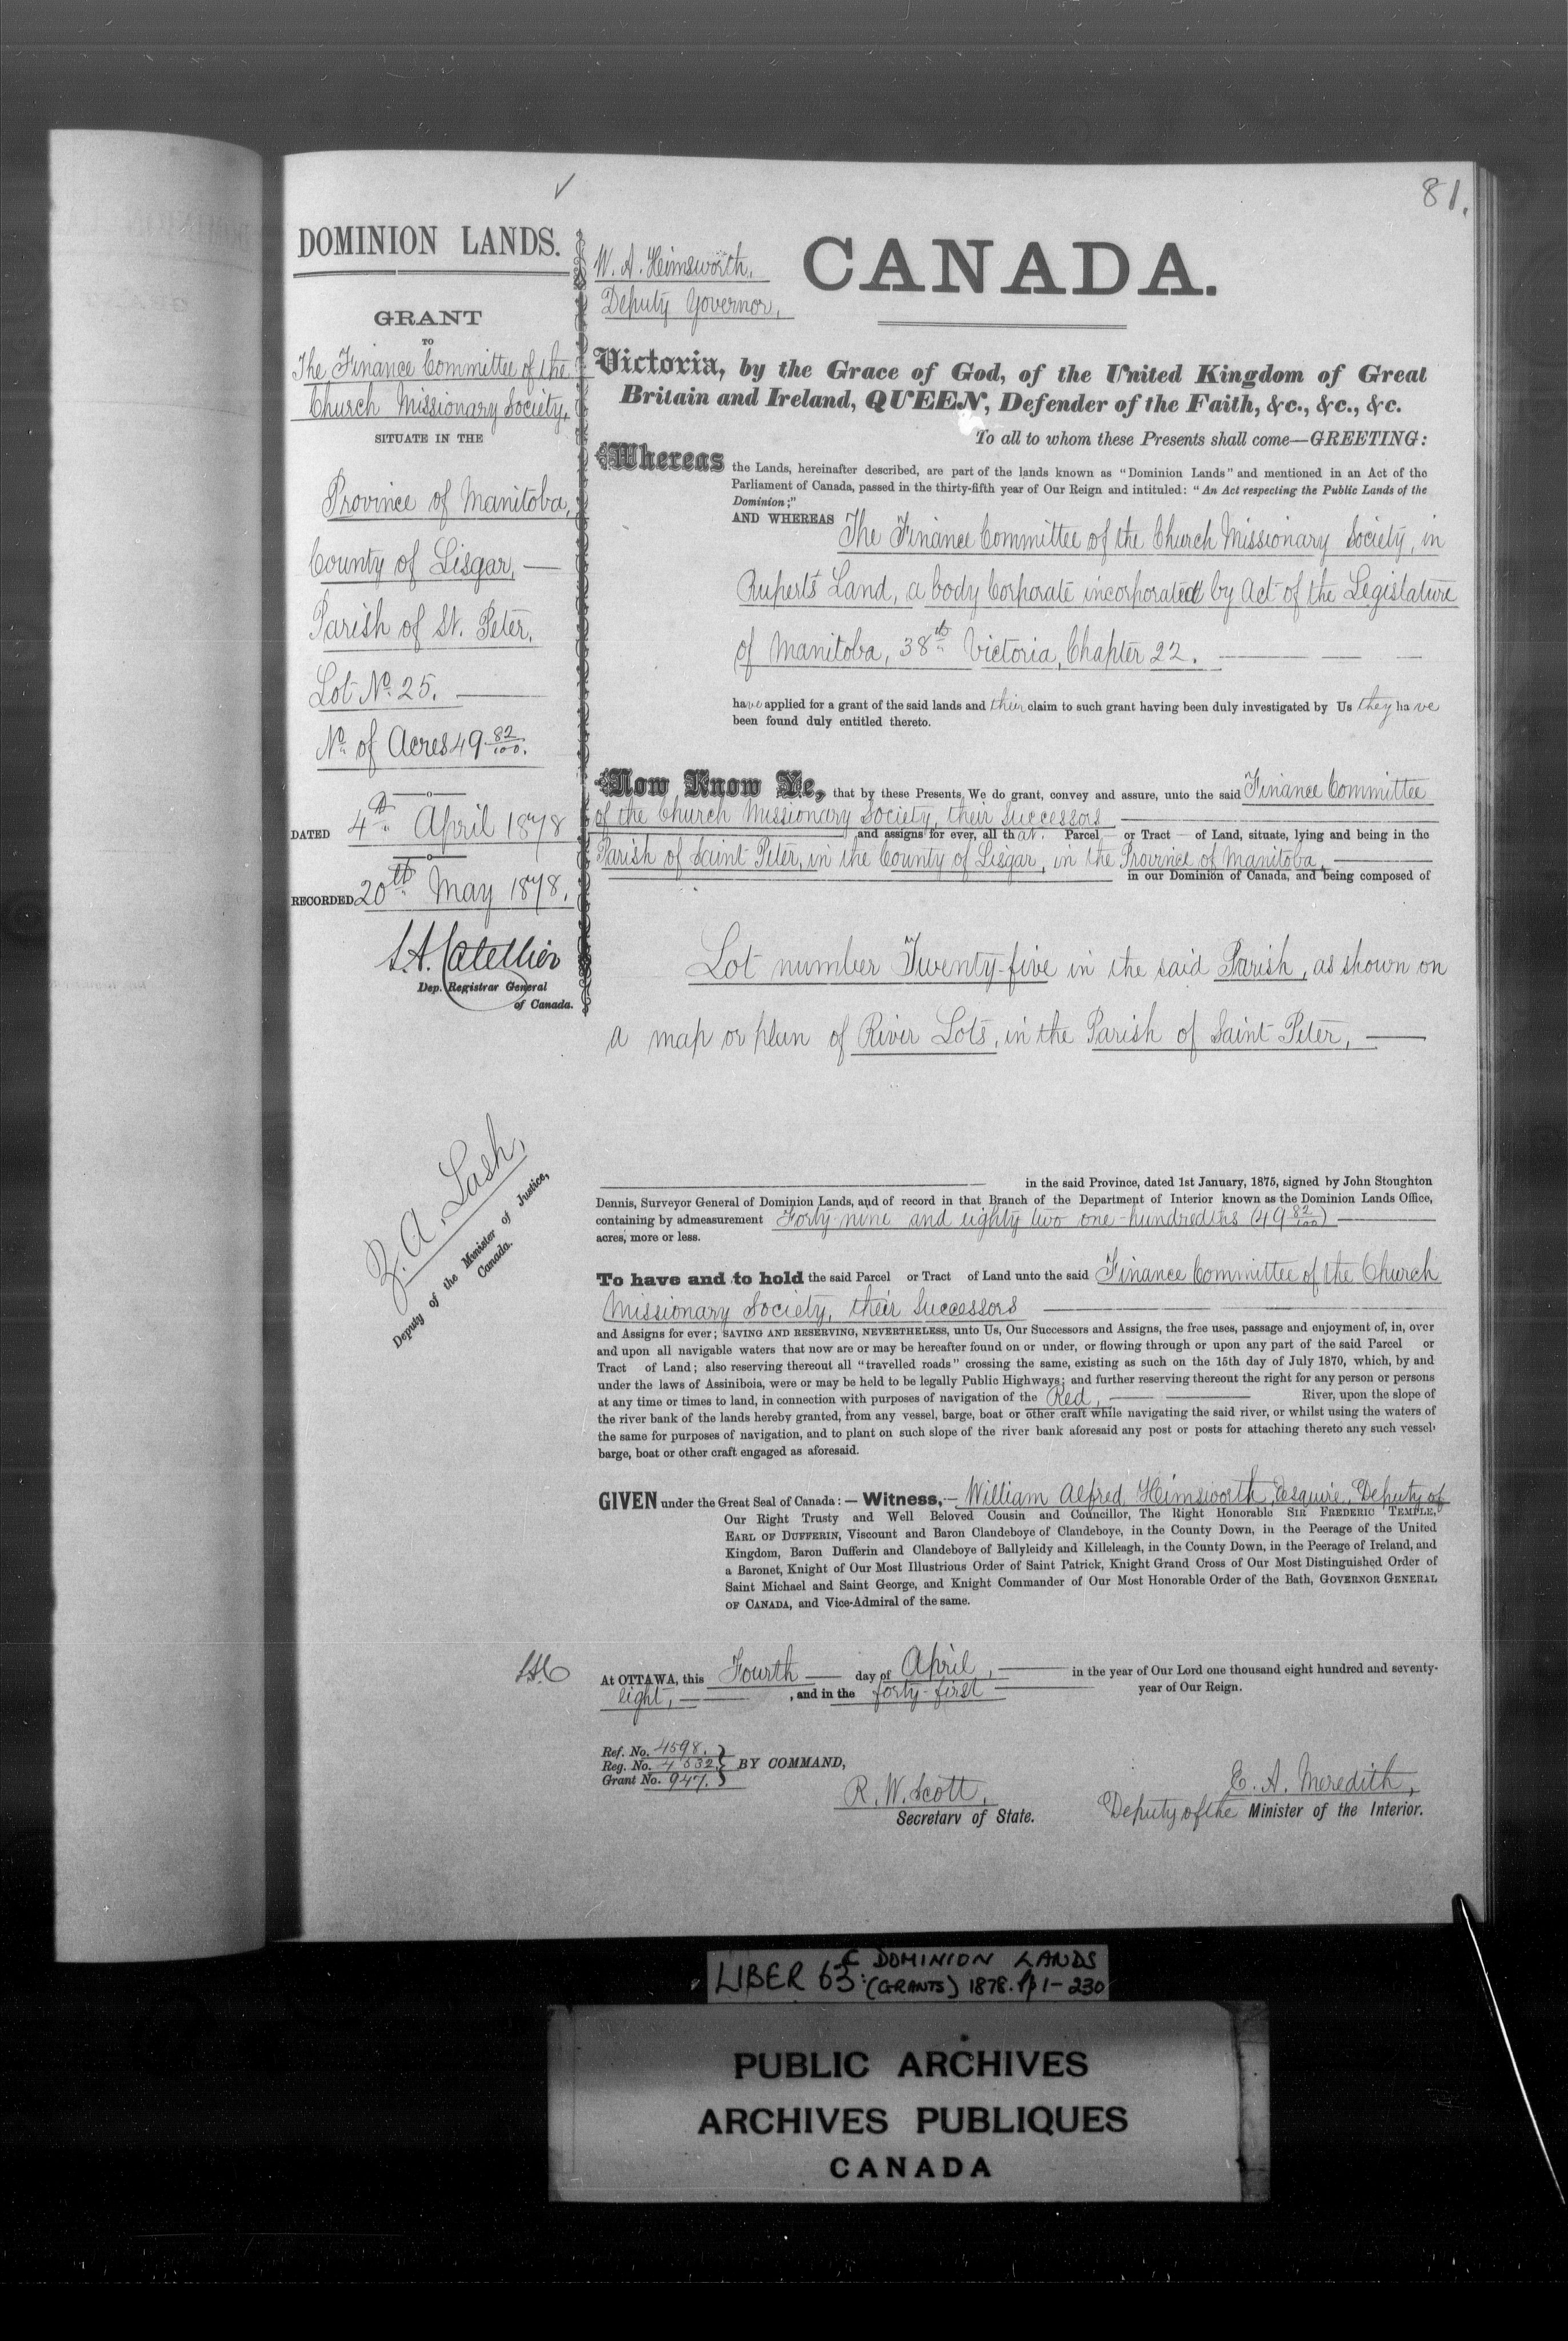 81.
DOMINION LANDS.
GRANT
TO
The Finance Committee of the
Church Missionary Society,
SITUATE IN THE
Province of Manitoba,
County of Lisgar,
Parish of St. Peter,
Lot No. 25.
No. of Acres 49 82/100.
DATED 4th April 1878
RECORDED 20th May 1878.
Dep. Registrar General
of Canada.
Z. A. Lash,
Deputy of the Minister of Justice,
Canada.
W. A. Himsworth,
Deputy Governor,
CANADA.
Victoria, by the Grace of God, of the United Kingdom of Great
Britain and Ireland, QUEEN, Defender of the Faith, &c., &c., &c.
To all to whom these Presents shall come—GREETING:
Whereas the Lands, hereinafter described, are part of the lands known as "Dominion Lands" and mentioned in an Act of the
Parliament of Canada, passed in the thirty-fifth year of Our Reign and intituled: "An Act respecting the Public Lands of the
Dominion;"
AND WHEREAS The Finance Committee of the Church Missionary Society, in
Rupert's Land, a body Corporate incorporated by Act of the Legislature
of Manitoba, 38th Victoria, Chapter 22.
have applied for a grant of the said lands and their claim to such grant having been duly investigated by Us they have
been found duly entitled thereto.
Now Know Ye, that by these Presents, We do grant, convey and assure, unto the said Finance Committee
of the Church Missionary Society, their Successors
and assigns for ever, all that Parcel or Tract of Land, situate, lying and being in the
Parish of Saint Peter, in the County of Lisgar, in the Province of Manitoba,
in our Dominion of Canada, and being composed of
Lot number Twenty-five in the said Parish, as shown on
a map or plan of River Lots, in the Parish of Saint Peter,
in the said Province, dated 1st January, 1875, signed by John Stoughton
Dennis, Surveyor General of Dominion Lands, and of record in that Branch of the Department of Interior known as the Dominion Lands Office,
containing by admeasurement Forty-nine and eighty two one-hundredths (49 82/100)
acres, more or less.
To have and to hold the said Parcel or Tract of Land unto the said Finance Committee of the Church
Missionary Society, their Successors
and Assigns for ever; SAVING AND RESERVING, NEVERTHELESS, unto Us, Our Successors and Assigns, the free uses, passage and enjoyment of, in, over
and upon all navigable waters that now are or may be hereafter found on or under, or flowing through or upon any part of the said Parcel or
Tract of Land; also reserving thereout all "travelled roads" crossing the same, existing as such on the 15th day of July 1870, which, by and
under the laws of Assiniboia, were or may be held to be legally Public Highways; and further reserving thereout the right for any person or persons
at any time or times to land, in connection with purposes of navigation of the Red, River, upon the slope of
the river bank of the lands hereby granted, from any vessel, barge, boat or other craft while navigating the said river, or whilst using the waters of
the same for purposes of navigation, and to plant on such slope of the river bank aforesaid any post or posts for attaching thereto any such vessel,
barge, boat or other craft engaged as aforesaid.
GIVEN under the Great Seal of Canada:—Witness,—William Alfred Himsworth, Esquire, Deputy of
Our Right Trusty and Well Beloved Cousin and Councillor, The Right Honorable SIR FREDERIC TEMPLE,
EARL OF DUFFERIN, Viscount and Baron Clandeboye of Clandeboye, in the County Down, in the Peerage of the United
Kingdom, Baron Dufferin and Clandeboye of Ballyleidy and Killeleagh, in the County Down, in the Peerage of Ireland, and
a Baronet, Knight of Our Most Illustrious Order of Saint Patrick, Knight Grand Cross of Our Most Distinguished Order of
Saint Michael and Saint George, and Knight Commander of Our Most Honorable Order of the Bath, GOVERNOR GENERAL
OF CANADA, and Vice-Admiral of the same.
At OTTAWA, this Fourth day of April, in the year of Our Lord one thousand eight hundred and seventy-
eight, , and in the forty-first year of Our Reign.
Ref. No. 4598.
Reg. No. 4532.
Grant No. 947.
BY COMMAND,
R. W. Scott,
Secretary of State.
E. A. Meredith,
Deputy of the Minister of the Interior.
LIBER 63 C DOMINION LANDS
(GRANTS) 1878. pp 1-230
PUBLIC ARCHIVES
ARCHIVES PUBLIQUES
CANADA